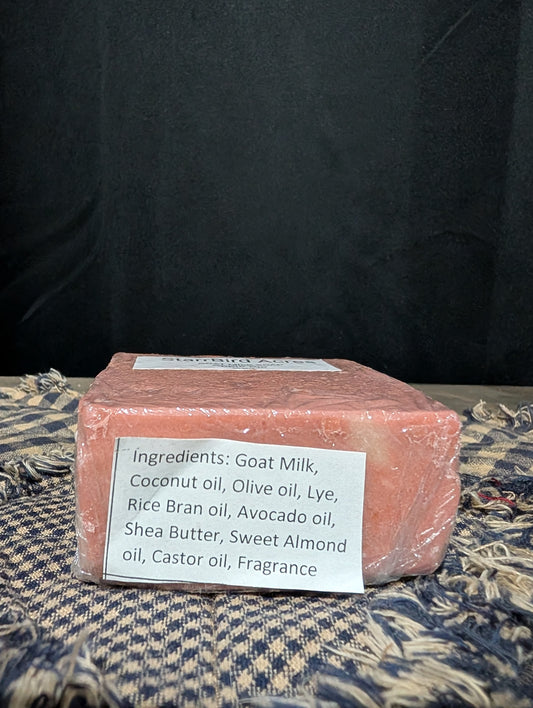 StarrBird Acres
Ingredients: Goat Milk,
Coconut oil, Olive oil, Lye,
Rice Bran oil, Avocado oil,
Shea Butter, Sweet Almond
oil, Castor oil, Fragrance